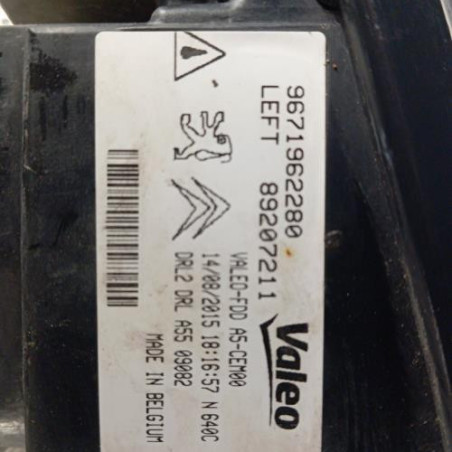 9671962280
LEFT 89207211
Valeo
VALEO-FDD A5-CEM00
14/08/2015 18:16:57 N 640C
DRL2 DRL A55 09082
MADE IN BELGIUM